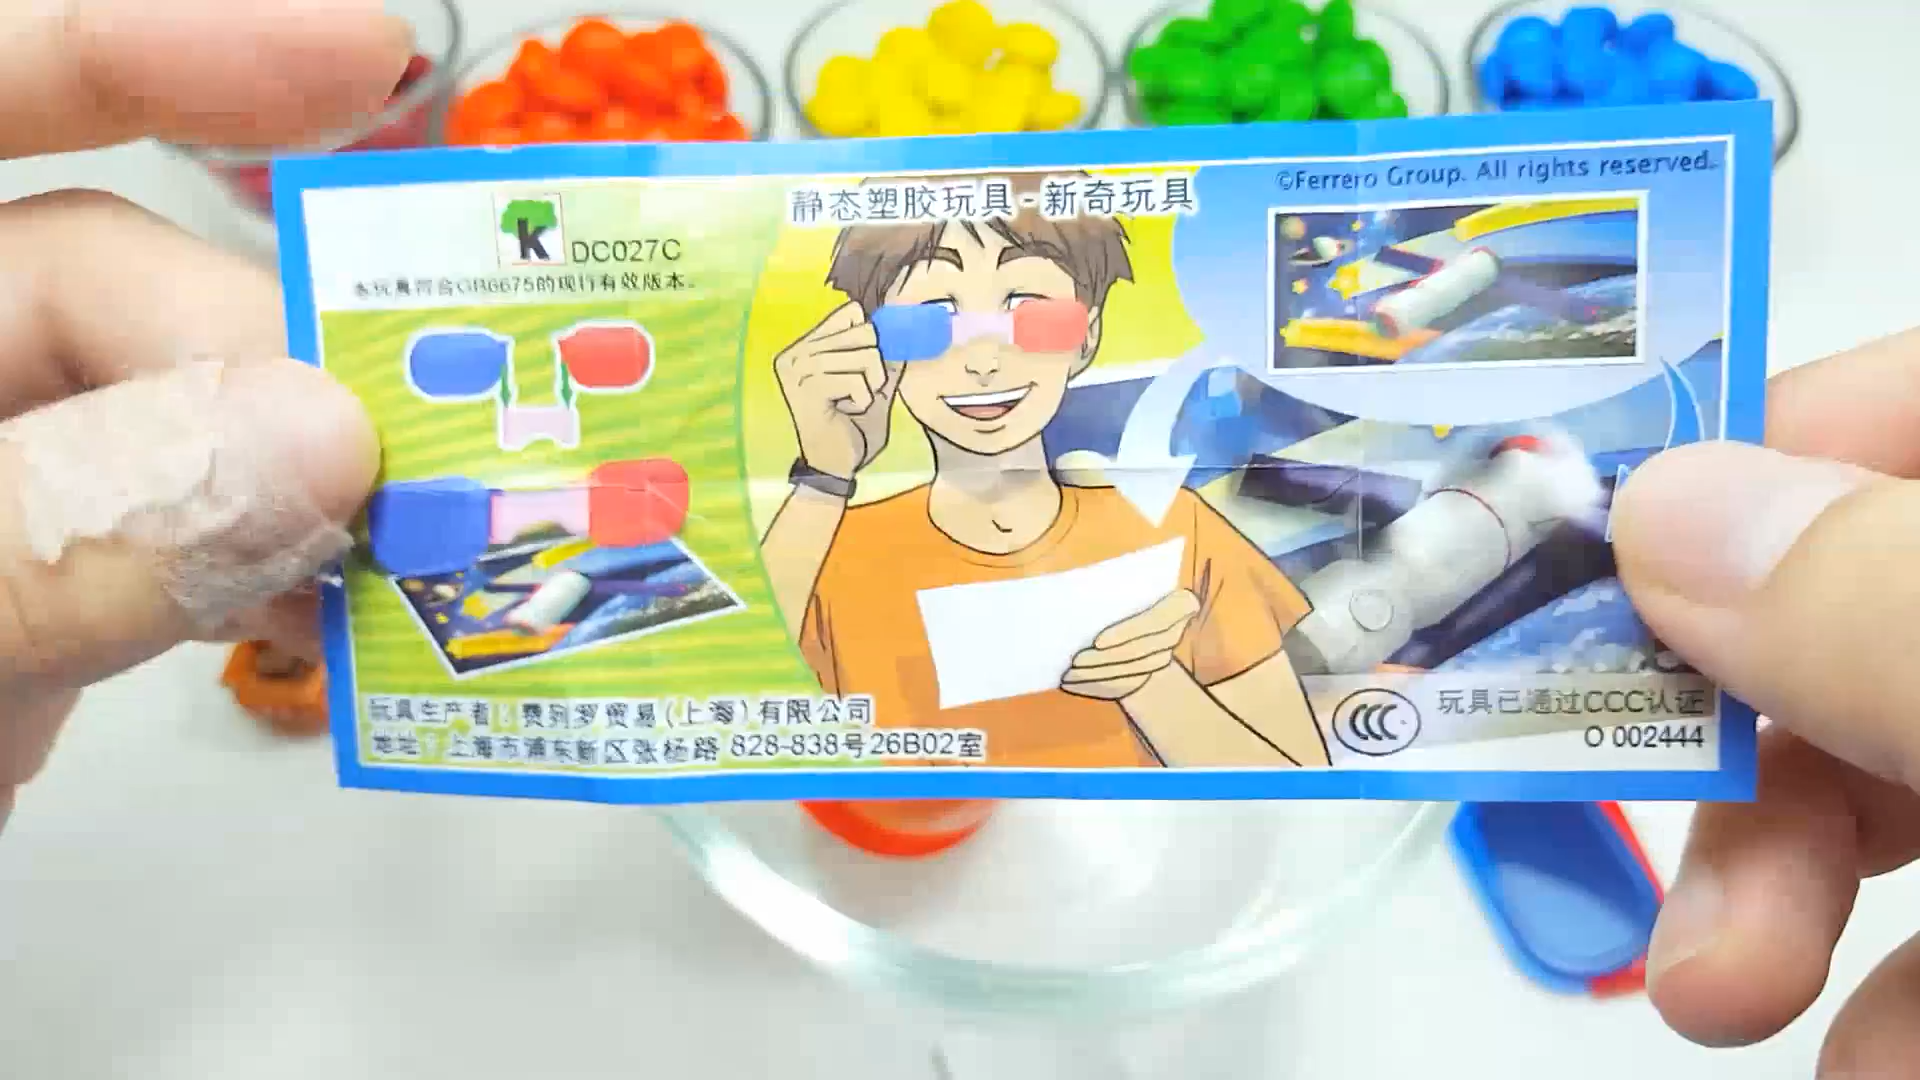 ©Ferrero Group. All rights reserved.
静态塑胶玩具-新奇玩具
K
DC027C
本玩具符合GB6675的现行有效版本。
玩具生产者：费列罗贸易(上海)有限公司
地址：上海市浦东新区张杨路 828-838号26B02室
CCC
玩具已通过CCC认证
O 002444